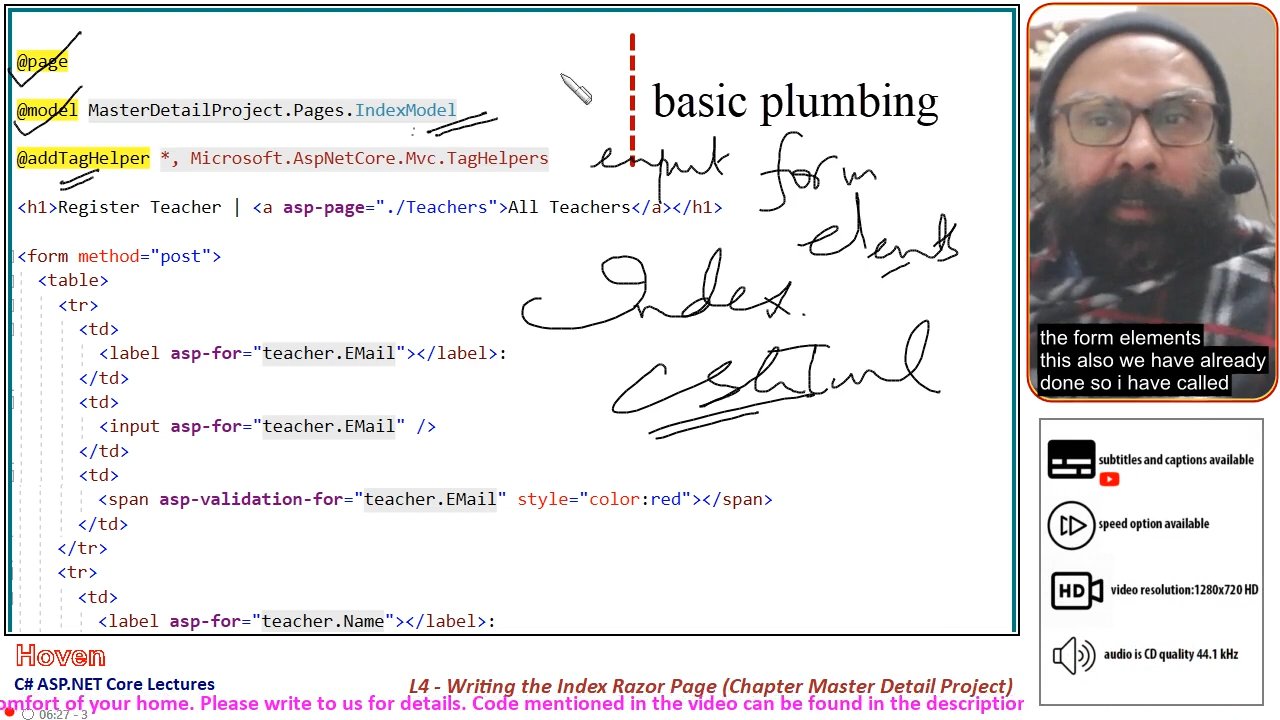 @page
basic plumbing
@model MasterDetailProject.Pages.IndexModel
@addTagHelper *, Microsoft.AspNetCore.Mvc.TagHelpers
input form
elements
<h1>Register Teacher | <a asp-page="./Teachers">All Teachers</a></h1>
<form method="post">
Index.
cshtml
<table>
<tr>
<td>
<label asp-for="teacher.EMail"></label>:
</td>
<td>
<input asp-for="teacher.EMail" />
</td>
<td>
<span asp-validation-for="teacher.EMail" style="color:red"></span>
</td>
</tr>
<tr>
<td>
<label asp-for="teacher.Name"></label>:
the form elements
this also we have already
done so i have called
subtitles and captions available
speed option available
HD video resolution:1280x720 HD
audio is CD quality 44.1 kHz
Hoven
C# ASP.NET Core Lectures
L4 - Writing the Index Razor Page (Chapter Master Detail Project)
omfort of your home. Please write to us for details. Code mentioned in the video can be found in the description
06:27 - 3